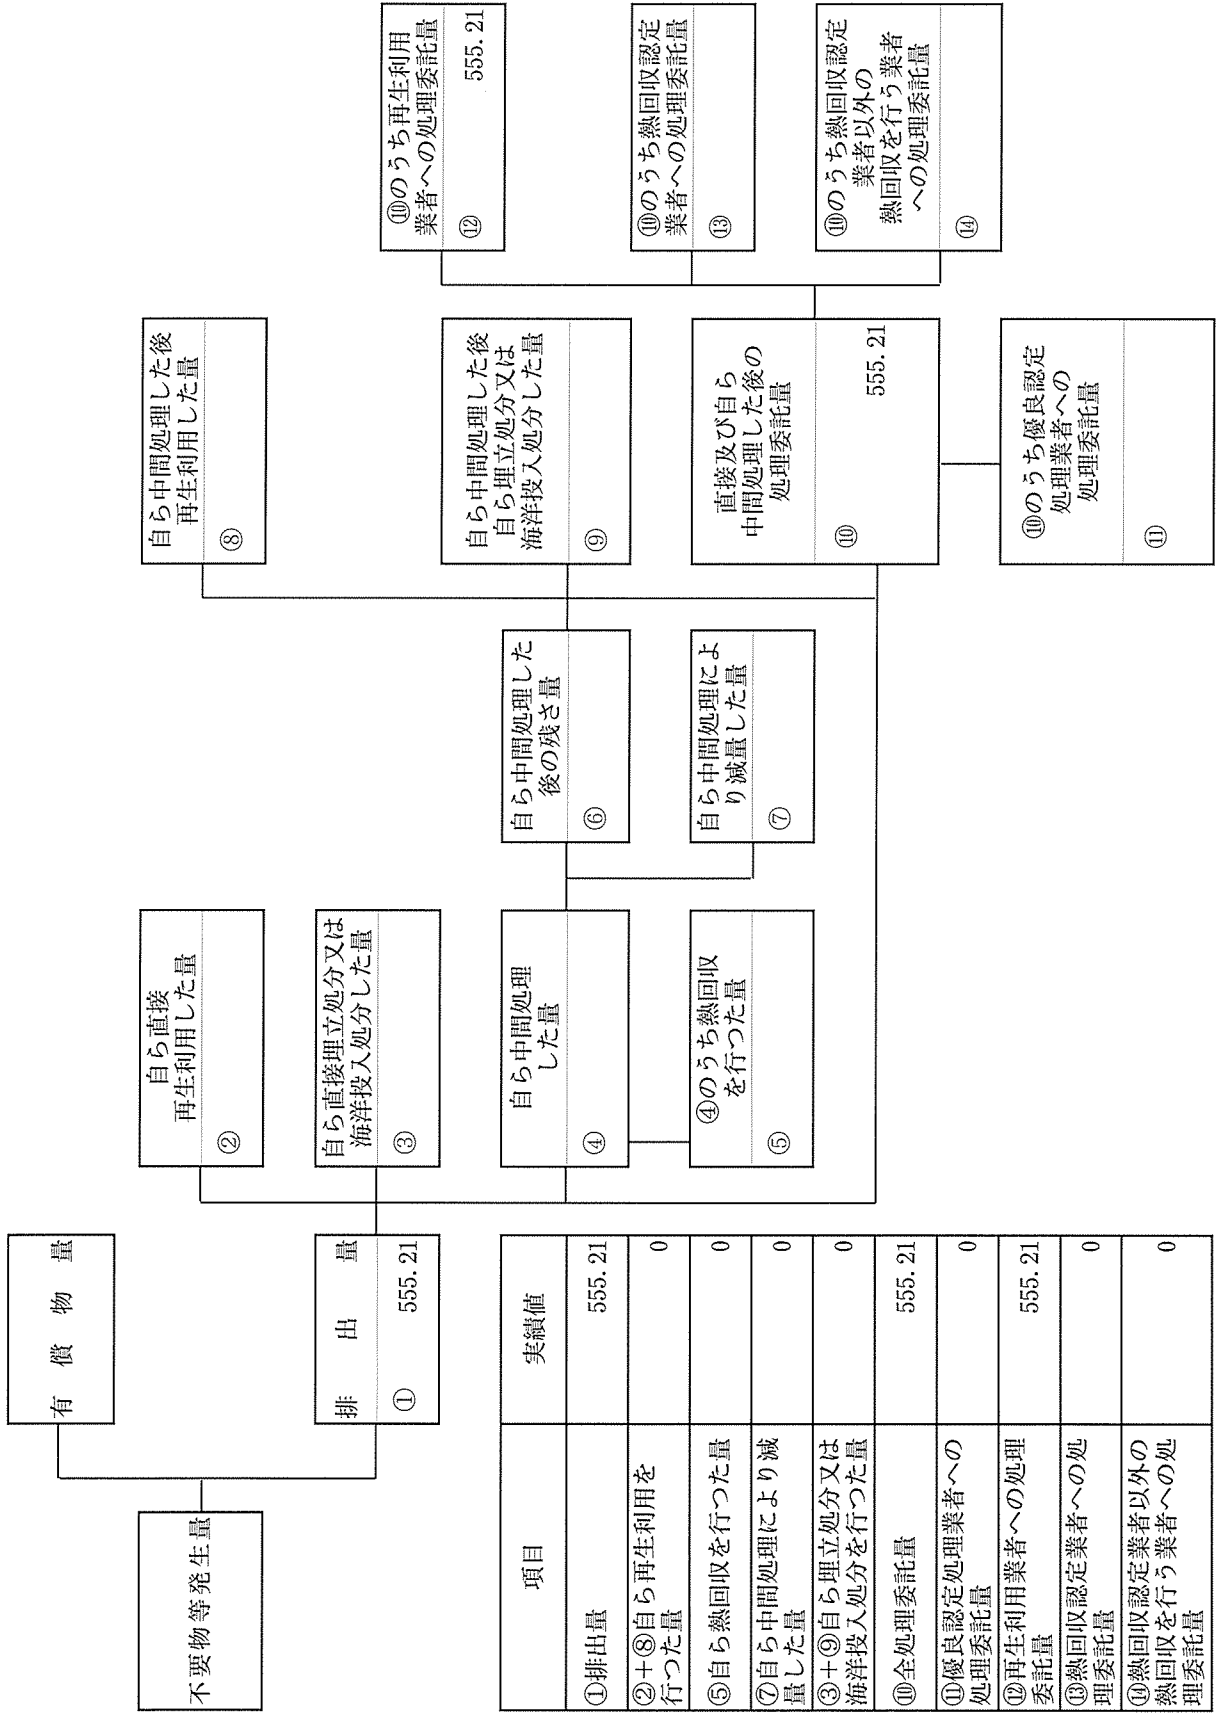 不要物等発生量
有償物量
排出量
① 555.21
自ら直接
再生利用した量
②
自ら直接埋立処分又は
海洋投入処分した量
③
自ら中間処理
した量
④
④のうち熱回収
を行つた量
⑤
自ら中間処理した
後の残さ量
⑥
自ら中間処理によ
り減量した量
⑦
自ら中間処理した後
再生利用した量
⑧
自ら中間処理した後
自ら埋立処分又は
海洋投入処分した量
⑨
直接及び自ら
中間処理した後の
処理委託量
⑩ 555.21
⑩のうち優良認定
処理業者への
処理委託量
⑪
⑩のうち再生利用
業者への処理委託量
⑫ 555.21
⑩のうち熱回収認定
業者への処理委託量
⑬
⑩のうち熱回収認定
業者以外の
熱回収を行う業者
への処理委託量
⑭
項目 実績値
①排出量 555.21
②+⑧自ら再生利用を
行つた量 0
⑤自ら熱回収を行つた量 0
⑦自ら中間処理により減
量した量 0
③+⑨自ら埋立処分又は
海洋投入処分を行つた量 0
⑩全処理委託量 555.21
⑪優良認定処理業者への
処理委託量 0
⑫再生利用業者への処理
委託量 555.21
⑬熱回収認定業者への処
理委託量 0
⑭熱回収認定業者以外の
熱回収を行う業者への処
理委託量 0